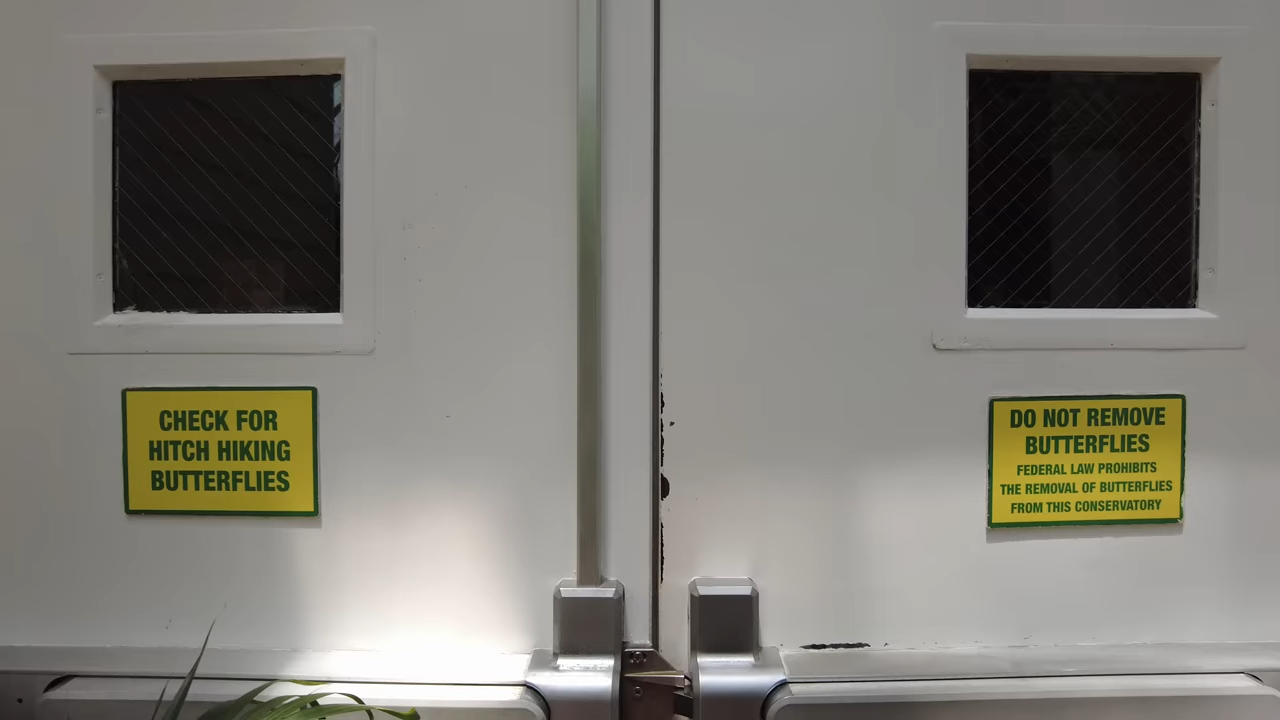 CHECK FOR
HITCH HIKING
BUTTERFLIES
DO NOT REMOVE
BUTTERFLIES
FEDERAL LAW PROHIBITS
THE REMOVAL OF BUTTERFLIES
FROM THIS CONSERVATORY